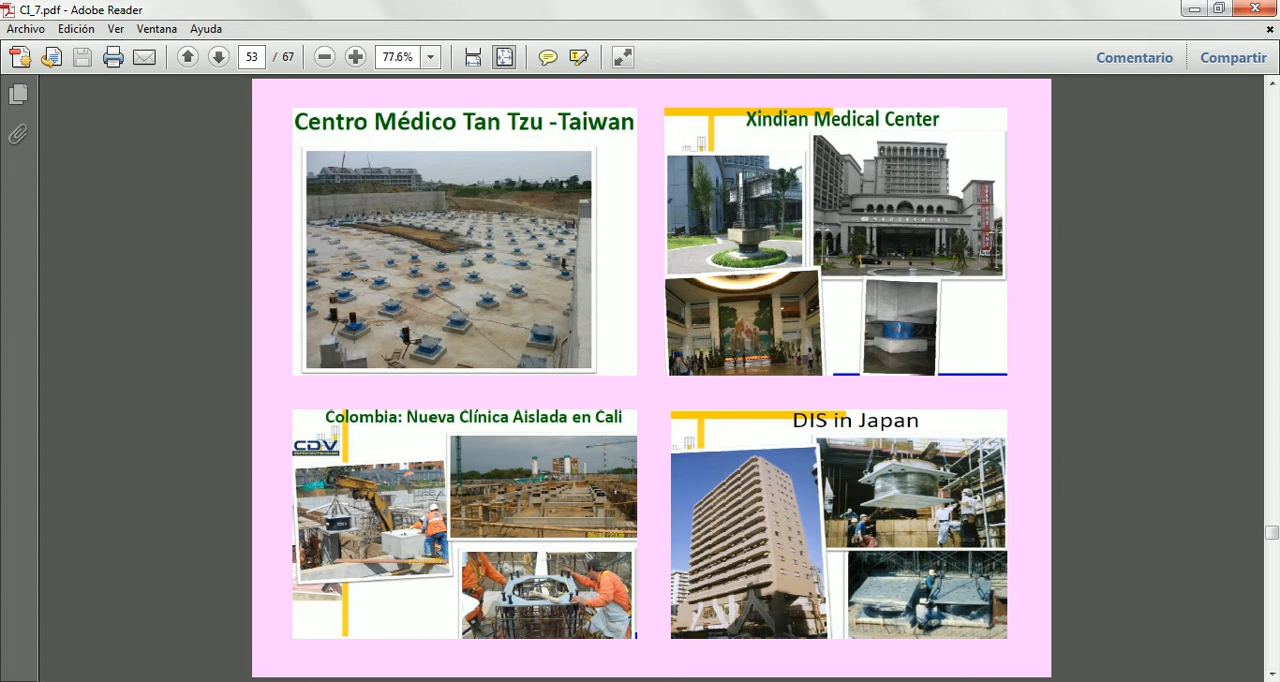 CI_7.pdf - Adobe Reader
Archivo Edición Ver Ventana Ayuda
53 / 67 77.6% Comentario Compartir
Centro Médico Tan Tzu -Taiwan
Xindian Medical Center
Colombia: Nueva Clínica Aislada en Cali
CDV
DIS in Japan